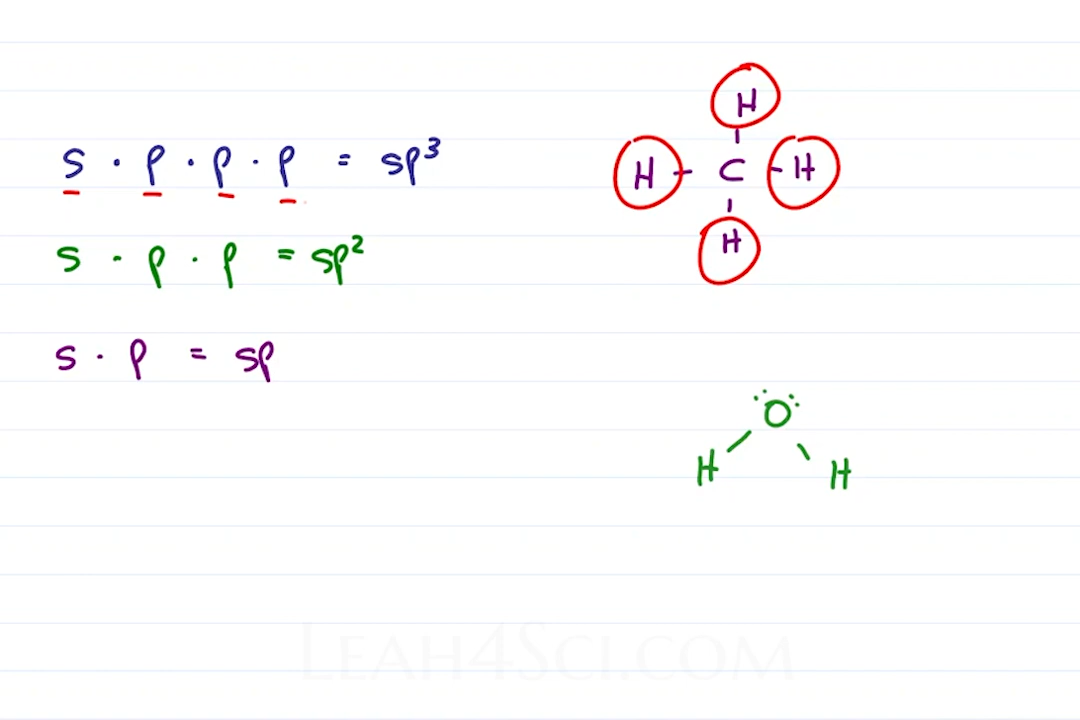 s · p · p · p = sp³
s · p · p = sp²
s · p = sp
H
H - C - H
H
:O:
H H
LEAH4SCI.COM